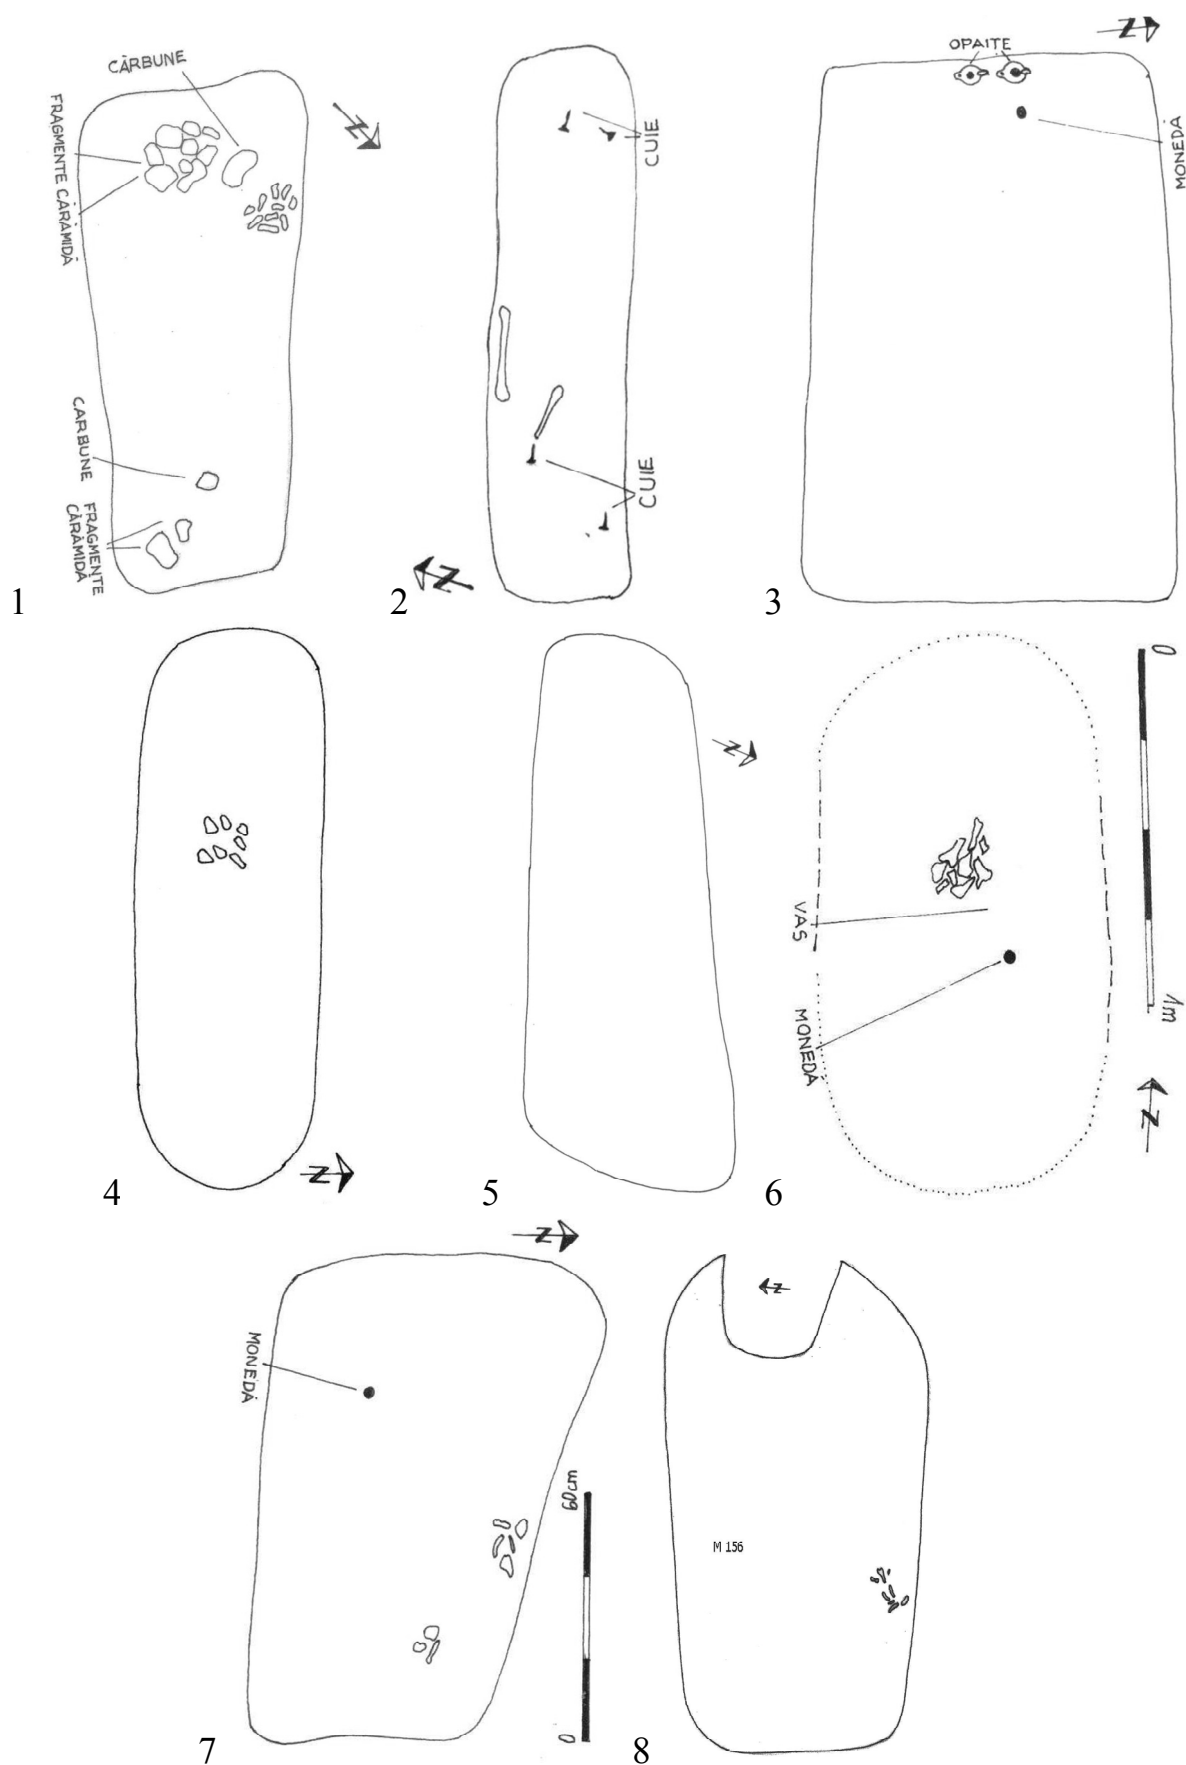 CĂRBUNE
FRAGMENTE CĂRĂMIDĂ
N
CARBUNE
FRAGMENTE
CĂRĂMIDĂ
1
CUIE
CUIE
N
2
OPAITE
N
MONEDĂ
3
N
4
N
5
0
1m
VAS
MONEDĂ
N
6
N
MONEDĂ
60cm
0
7
N
M 156
8